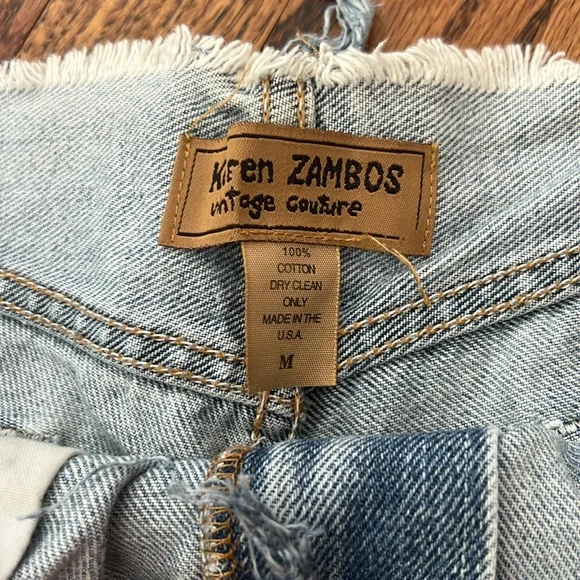 Karen ZAMBOS
vintage couture
100%
COTTON
DRY CLEAN
ONLY
MADE IN THE
U.S.A.
M